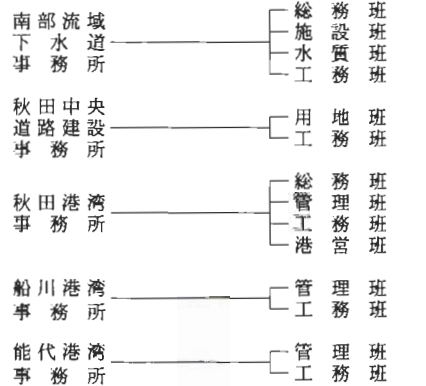 南部流域
下水道
事務所
総務班
施設班
水質班
工務班
秋田中央
道路建設
事務所
用地班
工務班
秋田港湾
事務所
総務班
管理班
工務班
港営班
船川港湾
事務所
管理班
工務班
能代港湾
事務所
管理班
工務班